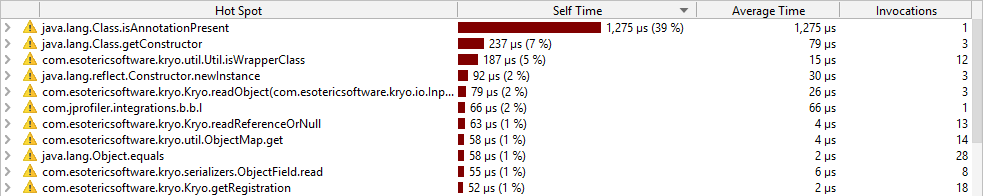 Hot Spot Self Time Average Time Invocations
java.lang.Class.isAnnotationPresent 1,275 µs (39 %) 1,275 µs 1
java.lang.Class.getConstructor 237 µs (7 %) 79 µs 3
com.esotericsoftware.kryo.util.Util.isWrapperClass 187 µs (5 %) 15 µs 12
java.lang.reflect.Constructor.newInstance 92 µs (2 %) 30 µs 3
com.esotericsoftware.kryo.Kryo.readObject(com.esotericsoftware.kryo.io.Inp... 79 µs (2 %) 26 µs 3
com.jprofiler.integrations.b.b.l 66 µs (2 %) 66 µs 1
com.esotericsoftware.kryo.Kryo.readReferenceOrNull 63 µs (1 %) 4 µs 13
com.esotericsoftware.kryo.util.ObjectMap.get 58 µs (1 %) 4 µs 14
java.lang.Object.equals 58 µs (1 %) 2 µs 28
com.esotericsoftware.kryo.serializers.ObjectField.read 55 µs (1 %) 6 µs 8
com.esotericsoftware.kryo.Kryo.getRegistration 52 µs (1 %) 2 µs 18